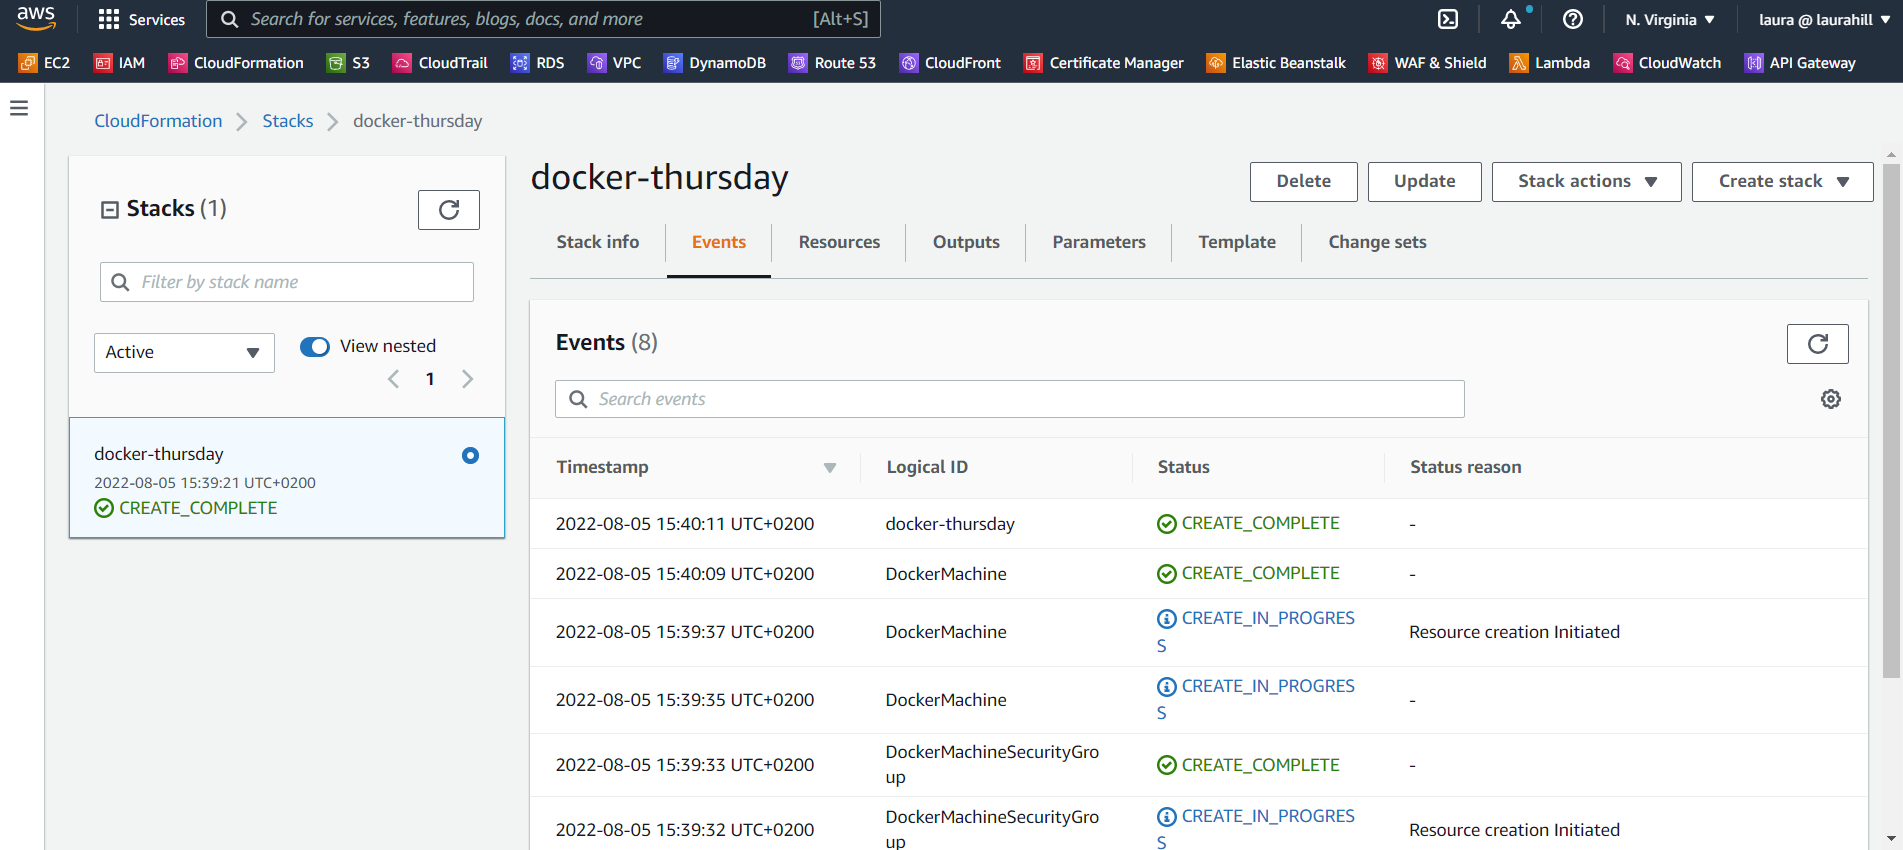 aws
Services
Search for services, features, blogs, docs, and more [Alt+S]
N. Virginia
laura @ laurahill
EC2 IAM CloudFormation S3 CloudTrail RDS VPC DynamoDB Route 53 CloudFront Certificate Manager Elastic Beanstalk WAF & Shield Lambda CloudWatch API Gateway
CloudFormation Stacks docker-thursday
Stacks (1)
Filter by stack name
Active
View nested
1
docker-thursday
2022-08-05 15:39:21 UTC+0200
CREATE_COMPLETE
docker-thursday
Delete Update Stack actions Create stack
Stack info Events Resources Outputs Parameters Template Change sets
Events (8)
Search events
Timestamp Logical ID Status Status reason
2022-08-05 15:40:11 UTC+0200 docker-thursday CREATE_COMPLETE -
2022-08-05 15:40:09 UTC+0200 DockerMachine CREATE_COMPLETE -
CREATE_IN_PROGRES
2022-08-05 15:39:37 UTC+0200 DockerMachine Resource creation Initiated
S
CREATE_IN_PROGRES
2022-08-05 15:39:35 UTC+0200 DockerMachine -
S
DockerMachineSecurityGro
2022-08-05 15:39:33 UTC+0200 CREATE_COMPLETE -
up
DockerMachineSecurityGro CREATE_IN_PROGRES
2022-08-05 15:39:32 UTC+0200 Resource creation Initiated
up S